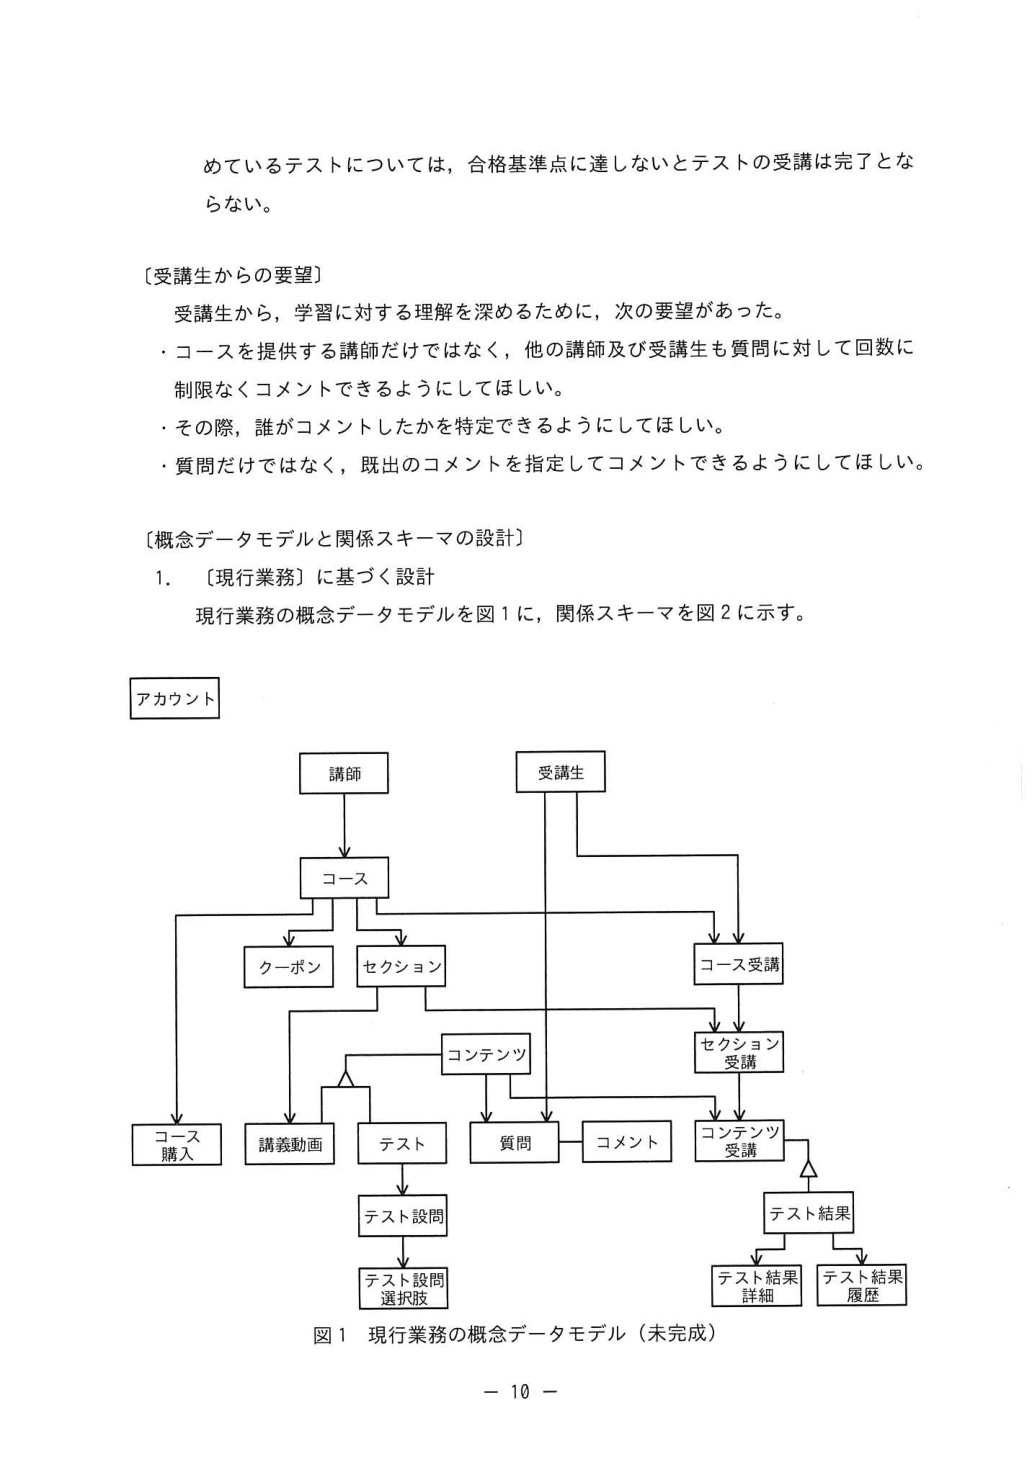 めているテストについては，合格基準点に達しないとテストの受講は完了とな
らない。
〔受講生からの要望〕
受講生から，学習に対する理解を深めるために，次の要望があった。
・コースを提供する講師だけではなく，他の講師及び受講生も質問に対して回数に
制限なくコメントできるようにしてほしい。
・その際，誰がコメントしたかを特定できるようにしてほしい。
・質問だけではなく，既出のコメントを指定してコメントできるようにしてほしい。
〔概念データモデルと関係スキーマの設計〕
1. 〔現行業務〕に基づく設計
現行業務の概念データモデルを図1に，関係スキーマを図2に示す。
アカウント
講師
受講生
コース
クーポン
セクション
コース受講
コンテンツ
セクション
受講
コース
購入
講義動画
テスト
質問
コメント
コンテンツ
受講
テスト設問
テスト結果
テスト設問
選択肢
テスト結果
詳細
テスト結果
履歴
図1 現行業務の概念データモデル（未完成）
－ 10 －